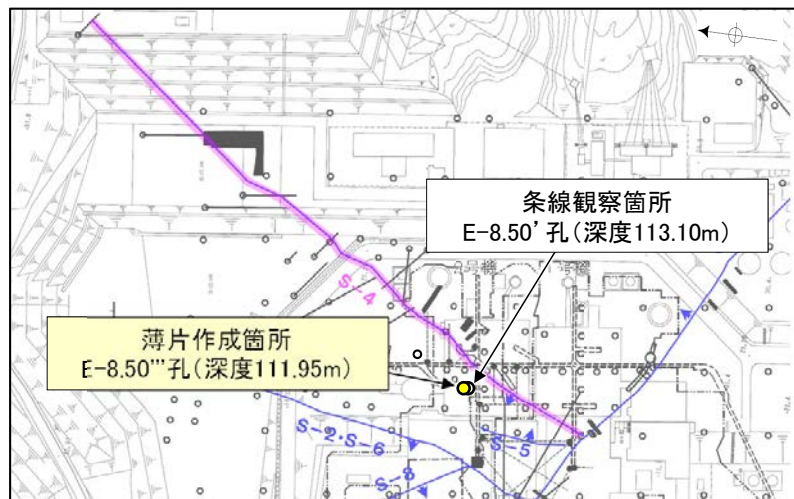 条線観察箇所
E-8.50’孔(深度113.10m)
S-4
薄片作成箇所
E-8.50’’’孔(深度111.95m)
S-2・S-6
S-5
S-8